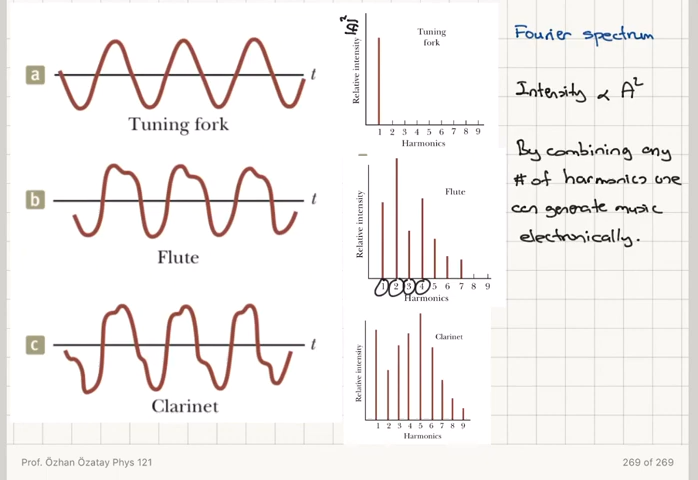 a
t
Tuning fork
b
t
Flute
c
t
Clarinet
|A|²
Relative intensity
Tuning
fork
1 2 3 4 5 6 7 8 9
Harmonics
Relative intensity
Flute
1 2 3 4 5 6 7 8 9
Harmonics
Relative intensity
Clarinet
1 2 3 4 5 6 7 8 9
Harmonics
Fourier spectrum
Intensity ∝ A²
By combining any
# of harmonics one
can generate music
electronically.
Prof. Özhan Özatay Phys 121
269 of 269